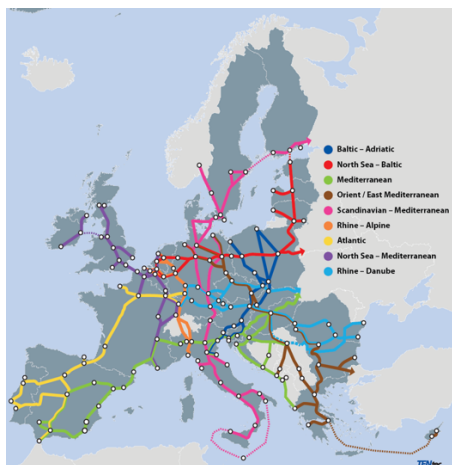 Baltic – Adriatic
North Sea – Baltic
Mediterranean
Orient / East Mediterranean
Scandinavian – Mediterranean
Rhine – Alpine
Atlantic
North Sea – Mediterranean
Rhine – Danube